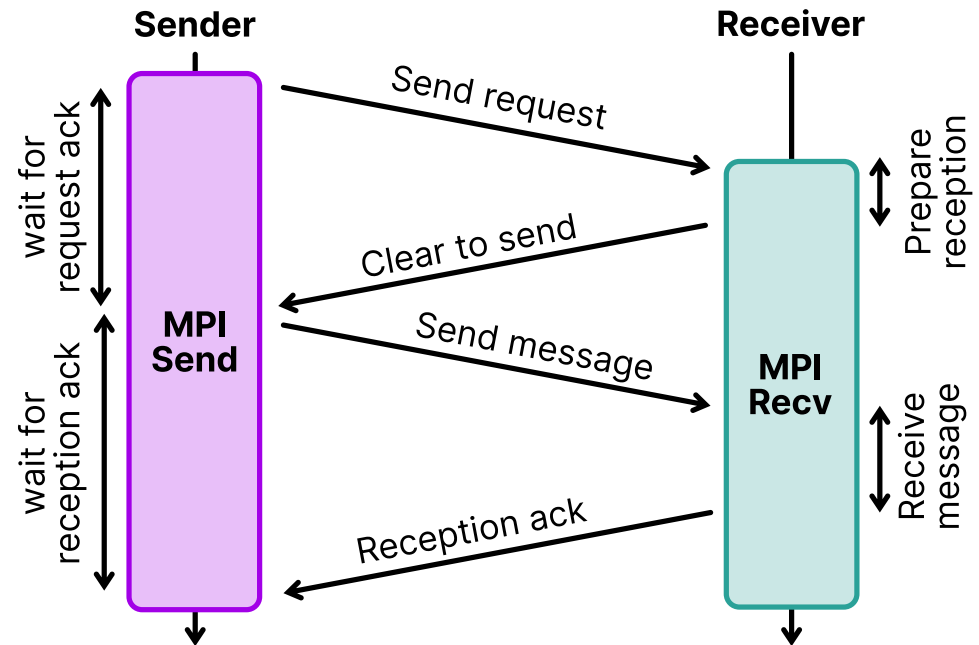 Sender
Receiver
Send request
wait for
request ack
Prepare
reception
Clear to send
MPI
Send
Send message
MPI
Recv
wait for
reception ack
Receive
message
Reception ack